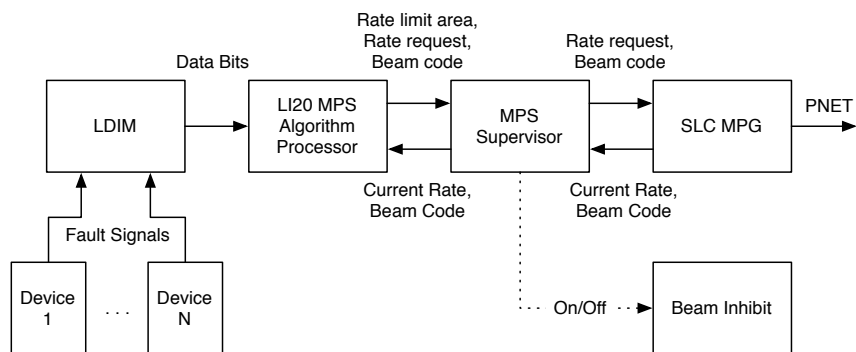 Rate limit area,
Rate request,
Beam code
Rate request,
Beam code
Data Bits
PNET
LDIM
LI20 MPS
Algorithm
Processor
MPS
Supervisor
SLC MPG
Current Rate,
Beam Code
Current Rate,
Beam Code
Fault Signals
Device
1
. . .
Device
N
On/Off
Beam Inhibit